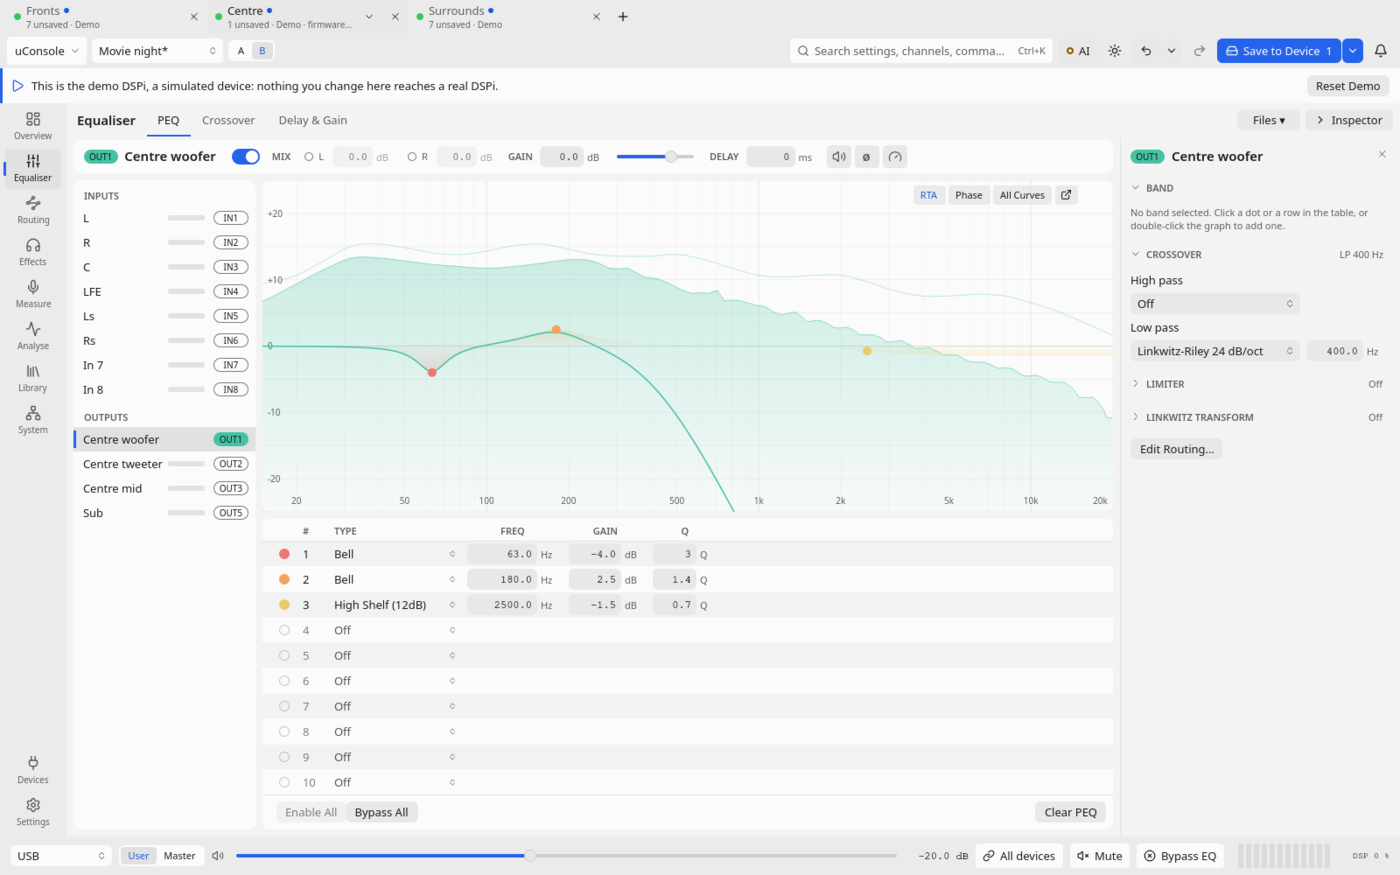 Fronts
7 unsaved · Demo
Centre
1 unsaved · Demo · firmware...
Surrounds
7 unsaved · Demo
uConsole
Movie night*
A B
Search settings, channels, comma... Ctrl+K
AI
Save to Device 1
This is the demo DSPi, a simulated device: nothing you change here reaches a real DSPi.
Reset Demo
Overview
Equaliser
Routing
Effects
Measure
Analyse
Library
System
Devices
Settings
Equaliser PEQ Crossover Delay & Gain
Files ▾ Inspector
OUT1 Centre woofer MIX L 0.0 dB R 0.0 dB GAIN 0.0 dB DELAY 0 ms ø
INPUTS
L IN1
R IN2
C IN3
LFE IN4
Ls IN5
Rs IN6
In 7 IN7
In 8 IN8
OUTPUTS
Centre woofer OUT1
Centre tweeter OUT2
Centre mid OUT3
Sub OUT5
RTA Phase All Curves
+20
+10
0
-10
-20
20 50 100 200 500 1k 2k 5k 10k 20k
# TYPE FREQ GAIN Q
1 Bell 63.0 Hz −4.0 dB 3 Q
2 Bell 180.0 Hz 2.5 dB 1.4 Q
3 High Shelf (12dB) 2500.0 Hz −1.5 dB 0.7 Q
4 Off
5 Off
6 Off
7 Off
8 Off
9 Off
10 Off
Enable All Bypass All Clear PEQ
OUT1 Centre woofer
BAND
No band selected. Click a dot or a row in the table, or
double-click the graph to add one.
CROSSOVER LP 400 Hz
High pass
Off
Low pass
Linkwitz-Riley 24 dB/oct 400.0 Hz
LIMITER Off
LINKWITZ TRANSFORM Off
Edit Routing...
USB User Master −20.0 dB All devices Mute Bypass EQ DSP 0 %